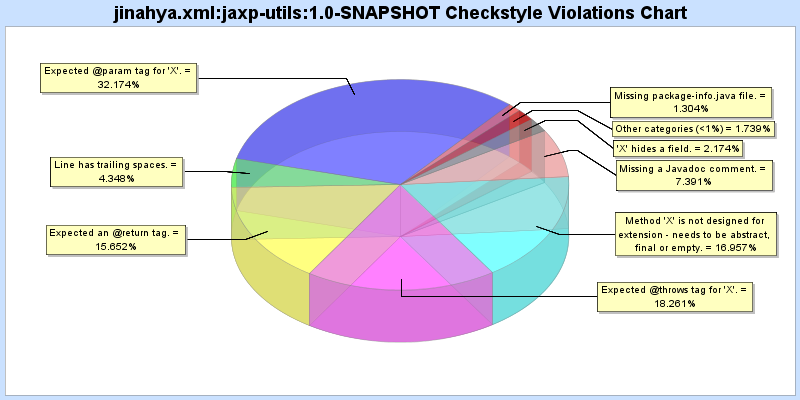 jinahya.xml:jaxp-utils:1.0-SNAPSHOT Checkstyle Violations Chart
Expected @param tag for 'X'. =
32.174%
Line has trailing spaces. =
4.348%
Expected an @return tag. =
15.652%
Missing package-info.java file. =
1.304%
Other categories (<1%) = 1.739%
'X' hides a field. = 2.174%
Missing a Javadoc comment. =
7.391%
Method 'X' is not designed for
extension - needs to be abstract,
final or empty. = 16.957%
Expected @throws tag for 'X'. =
18.261%